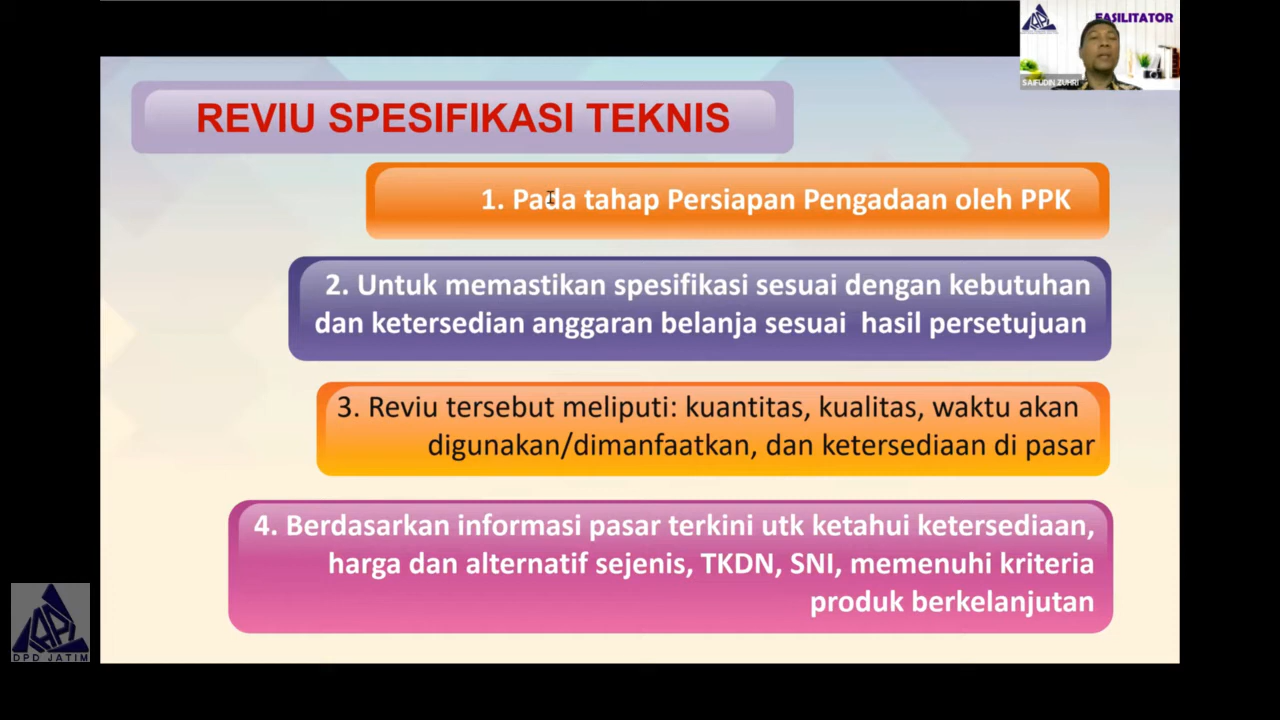 FASILITATOR
SAIFUDIN ZUHRI
REVIU SPESIFIKASI TEKNIS
1. Pada tahap Persiapan Pengadaan oleh PPK
2. Untuk memastikan spesifikasi sesuai dengan kebutuhan
dan ketersedian anggaran belanja sesuai hasil persetujuan
3. Reviu tersebut meliputi: kuantitas, kualitas, waktu akan
digunakan/dimanfaatkan, dan ketersediaan di pasar
4. Berdasarkan informasi pasar terkini utk ketahui ketersediaan,
harga dan alternatif sejenis, TKDN, SNI, memenuhi kriteria
produk berkelanjutan
DPD JATIM